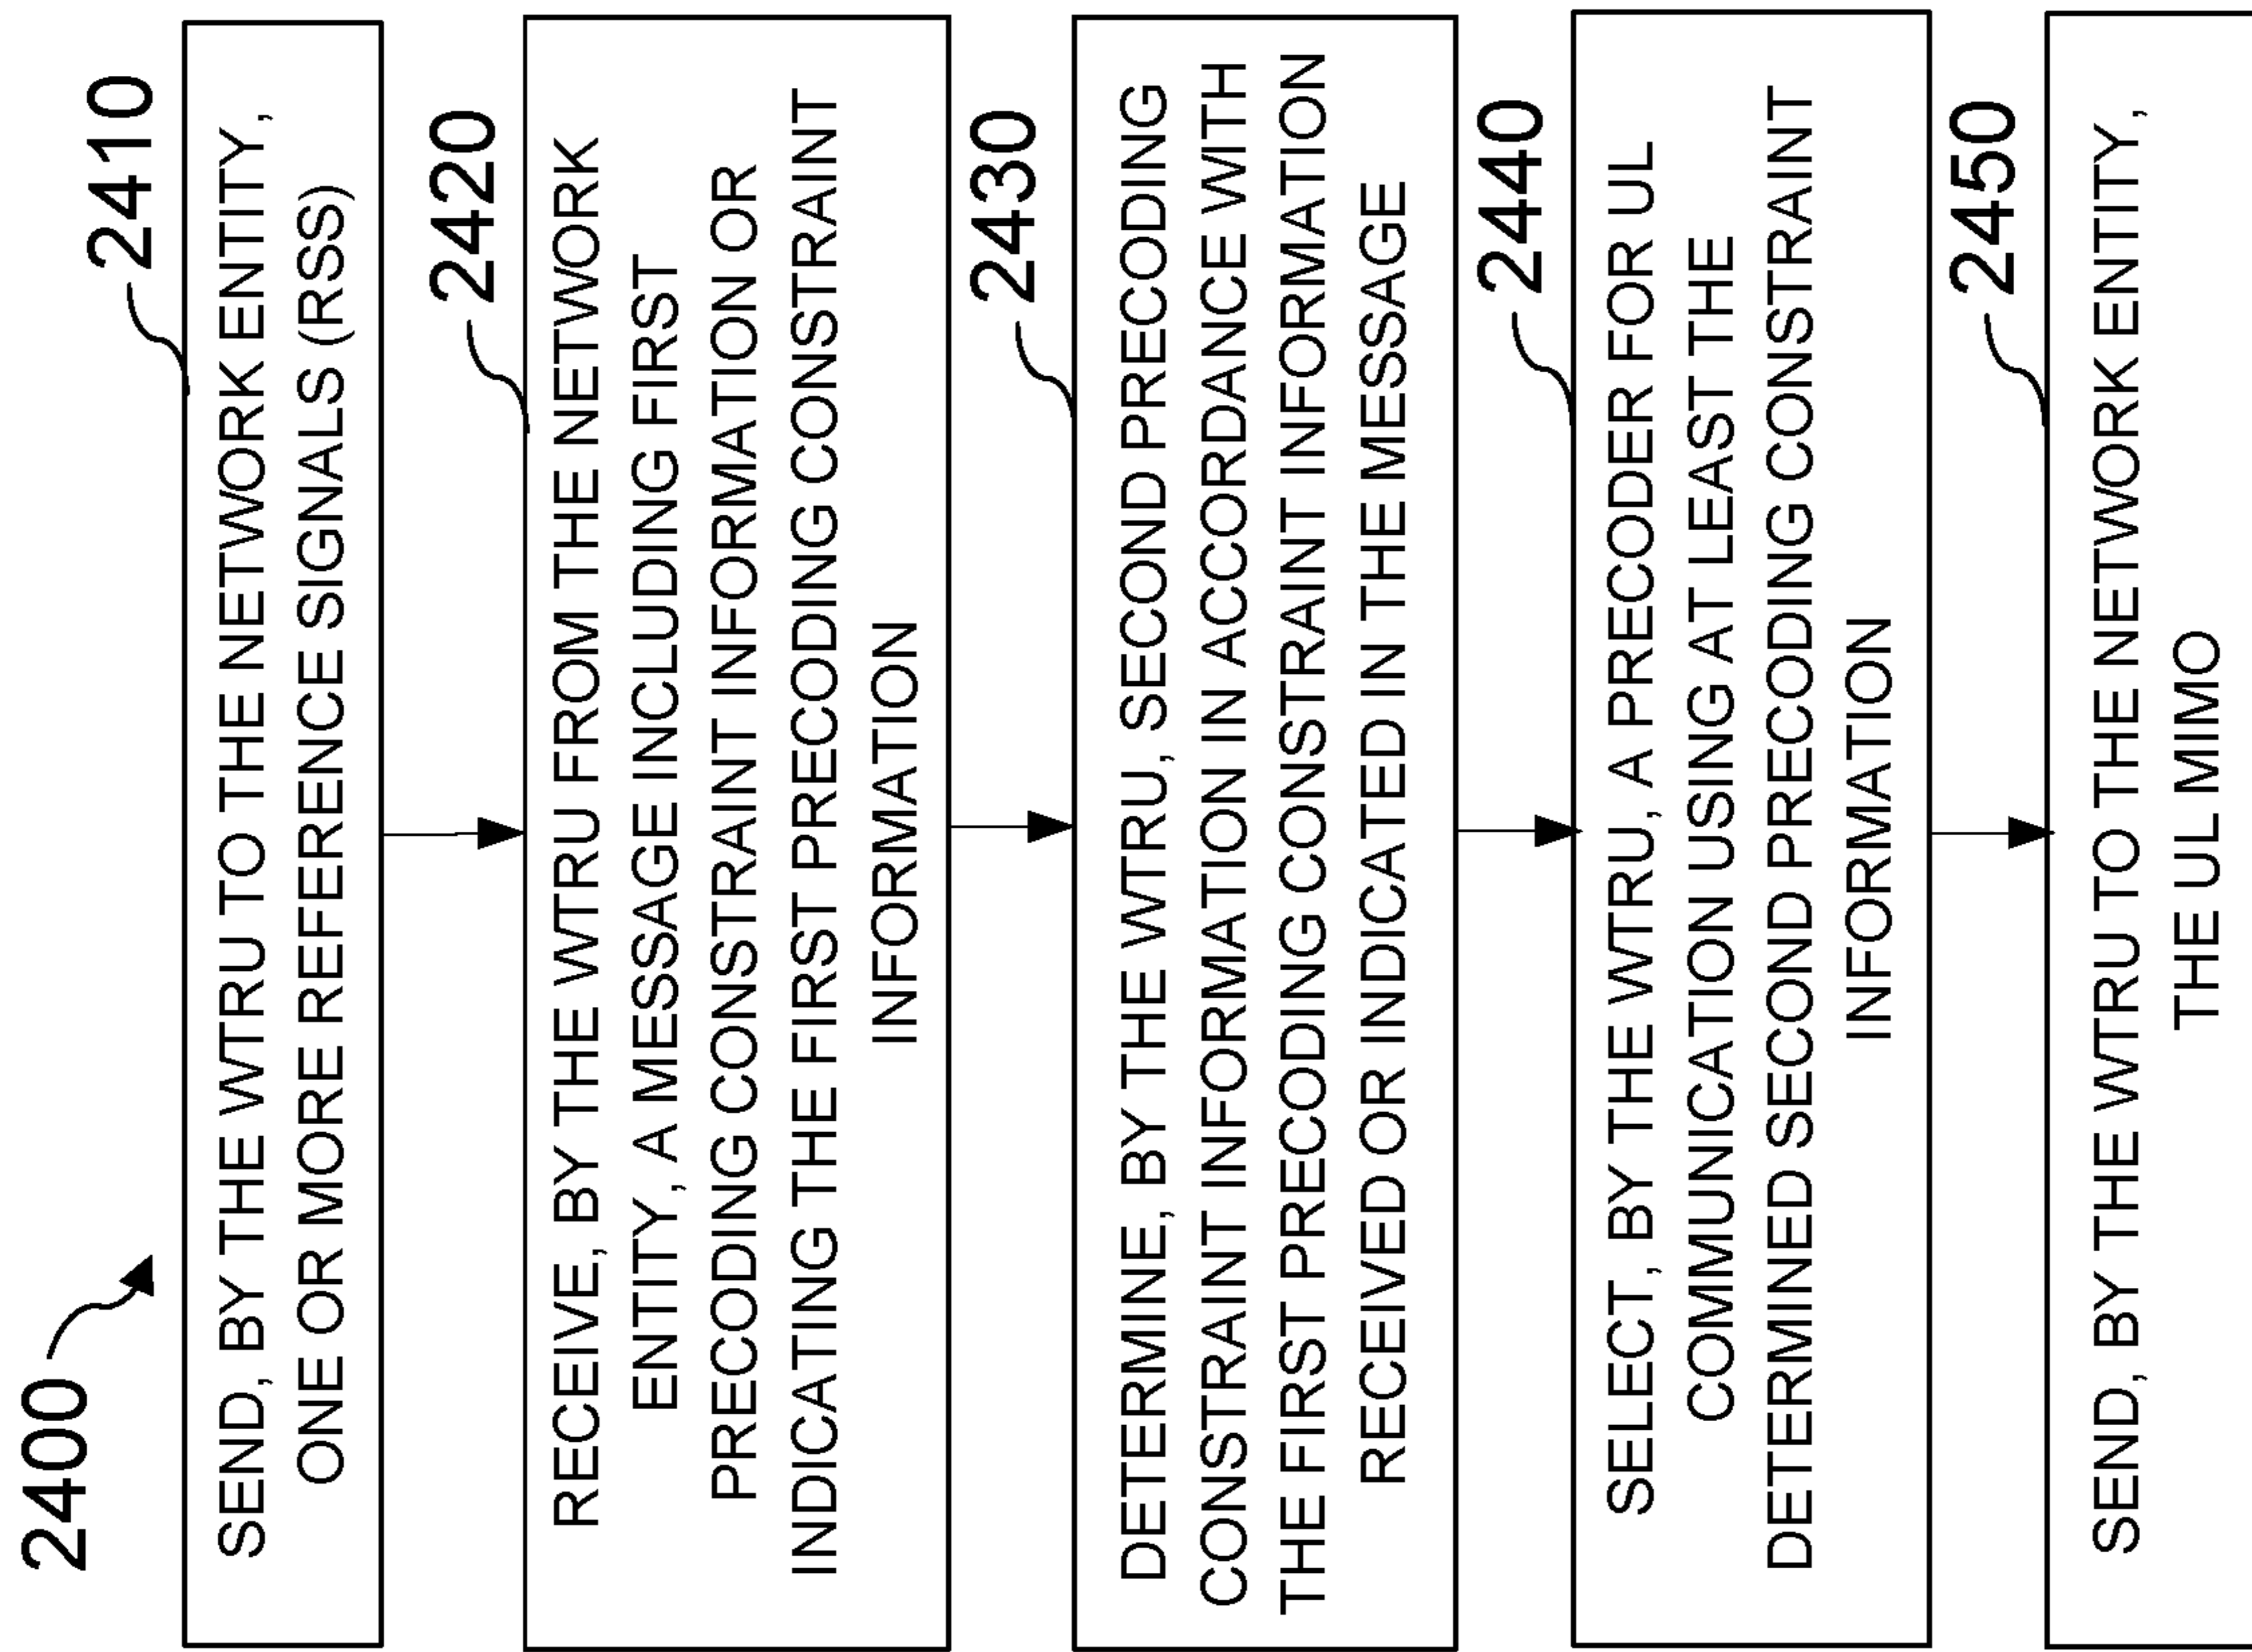 2400
2410
SEND, BY THE WTRU TO THE NETWORK ENTITY,
ONE OR MORE REFERENCE SIGNALS (RSS)
2420
RECEIVE, BY THE WTRU FROM THE NETWORK
ENTITY, A MESSAGE INCLUDING FIRST
PRECODING CONSTRAINT INFORMATION OR
INDICATING THE FIRST PRECODING CONSTRAINT
INFORMATION
2430
DETERMINE, BY THE WTRU, SECOND PRECODING
CONSTRAINT INFORMATION IN ACCORDANCE WITH
THE FIRST PRECODING CONSTRAINT INFORMATION
RECEIVED OR INDICATED IN THE MESSAGE
2440
SELECT, BY THE WTRU, A PRECODER FOR UL
COMMUNICATION USING AT LEAST THE
DETERMINED SECOND PRECODING CONSTRAINT
INFORMATION
2450
SEND, BY THE WTRU TO THE NETWORK ENTITY,
THE UL MIMO